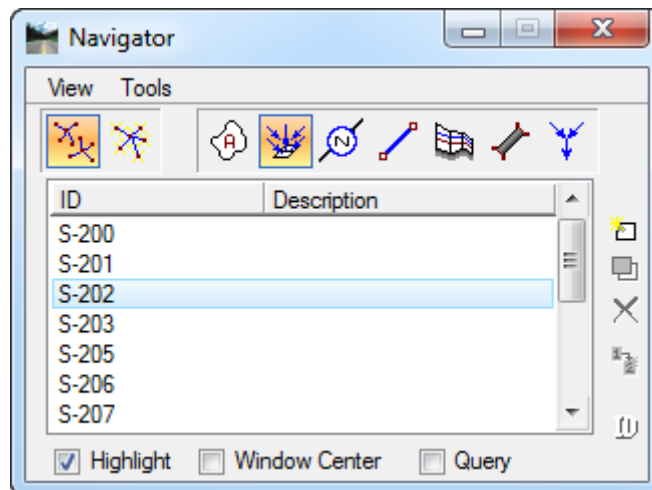 Navigator
View Tools
A N
ID Description
S-200
S-201
S-202
S-203
S-205
S-206
S-207
Highlight Window Center Query